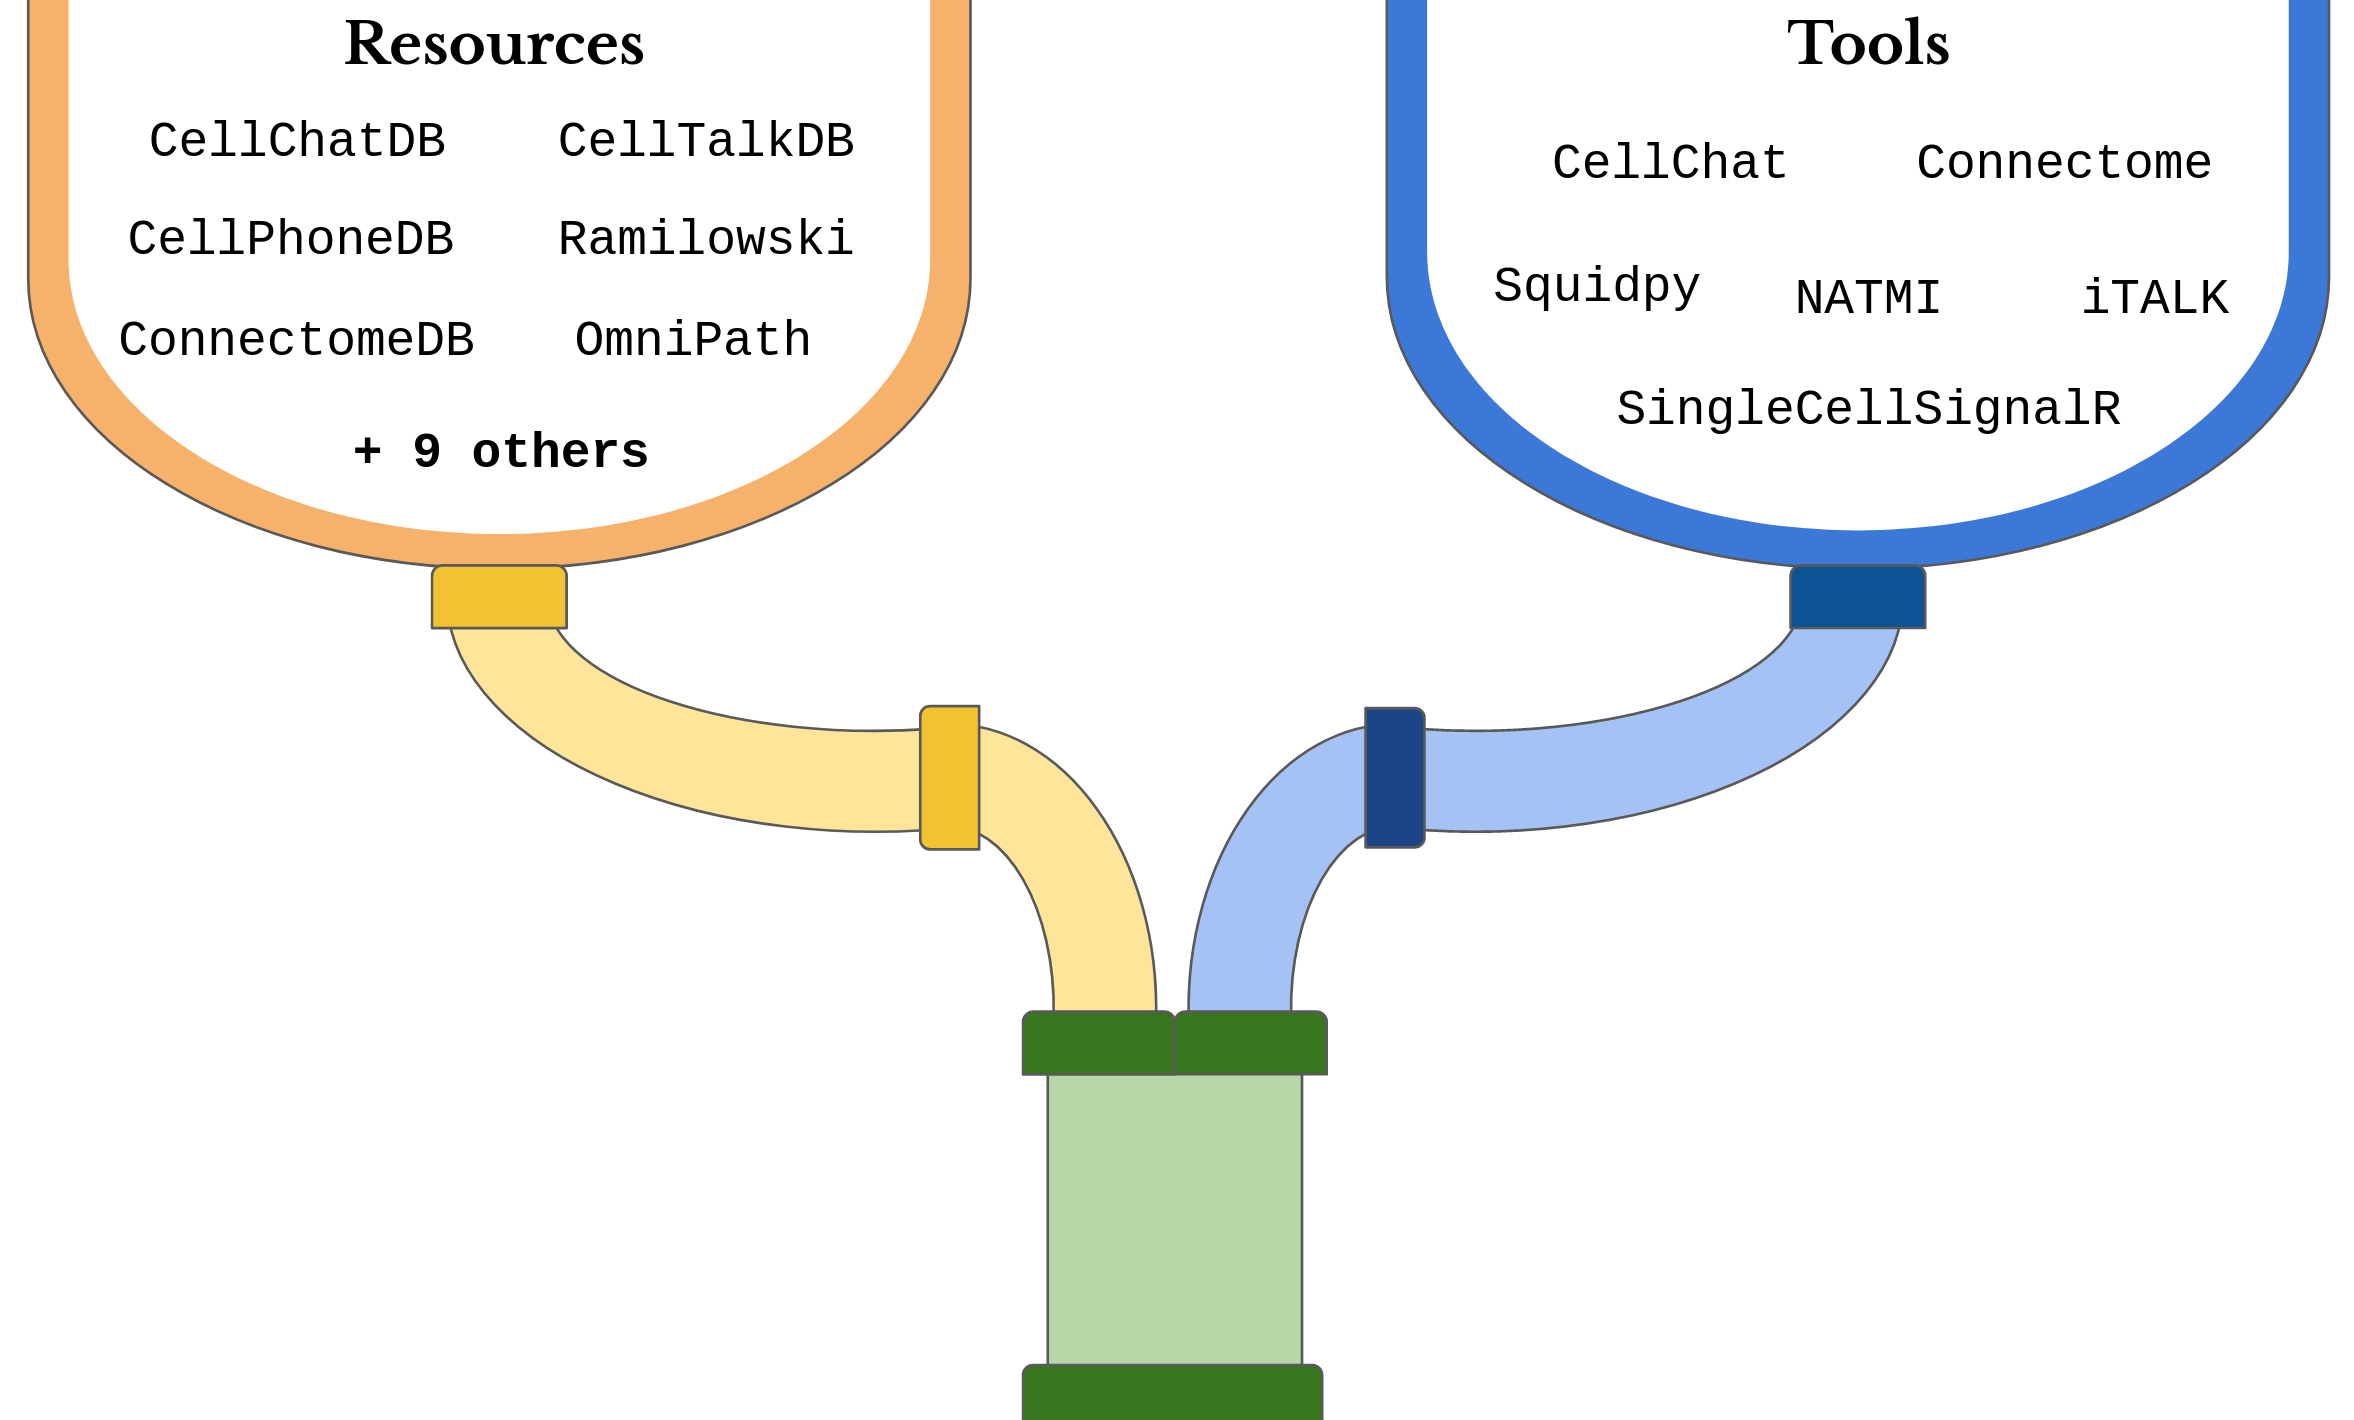 Resources
CellChatDB CellTalkDB
CellPhoneDB Ramilowski
ConnectomeDB OmniPath
+ 9 others
Tools
CellChat Connectome
Squidpy NATMI iTALK
SingleCellSignalR